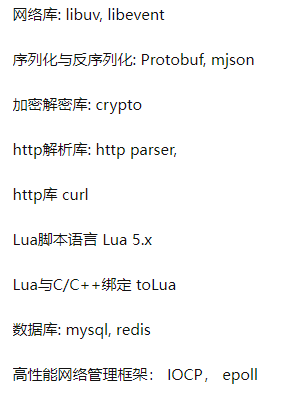 网络库: libuv, libevent
序列化与反序列化: Protobuf, mjson
加密解密库: crypto
http解析库: http parser,
http库 curl
Lua脚本语言 Lua 5.x
Lua与C/C++绑定 toLua
数据库: mysql, redis
高性能网络管理框架： IOCP， epoll